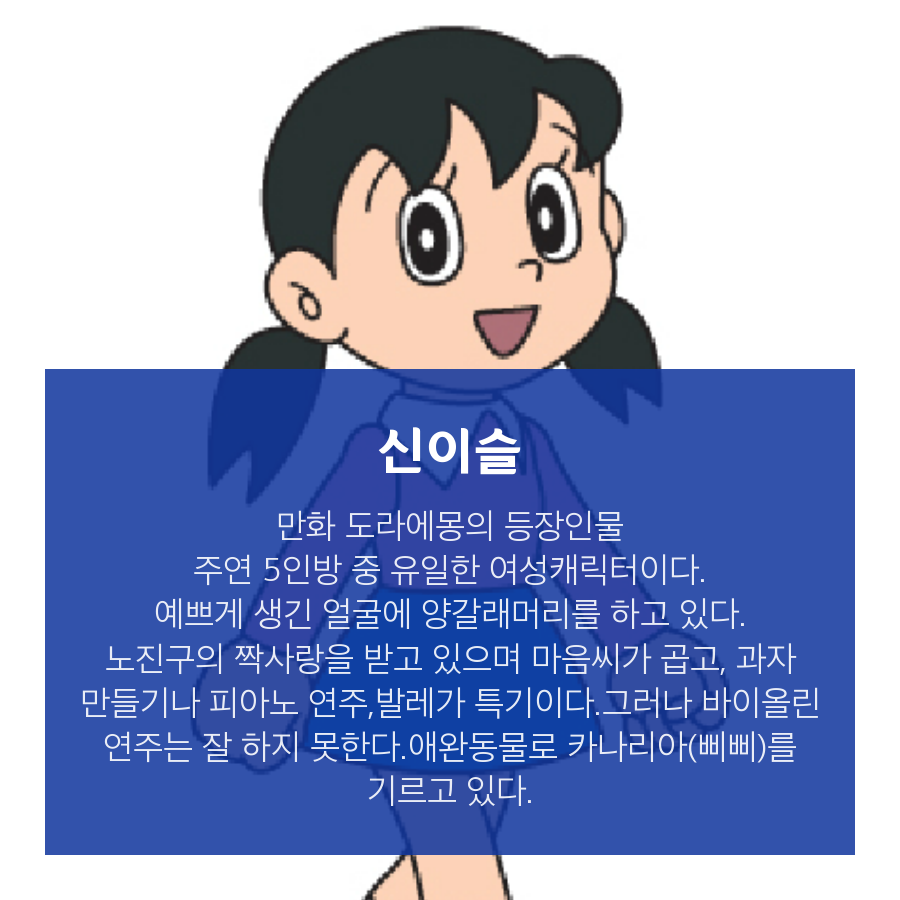 신이슬
만화 도라에몽의 등장인물
주연 5인방 중 유일한 여성캐릭터이다.
예쁘게 생긴 얼굴에 양갈래머리를 하고 있다.
노진구의 짝사랑을 받고 있으며 마음씨가 곱고, 과자
만들기나 피아노 연주,발레가 특기이다.그러나 바이올린
연주는 잘 하지 못한다.애완동물로 카나리아(삐삐)를
기르고 있다.